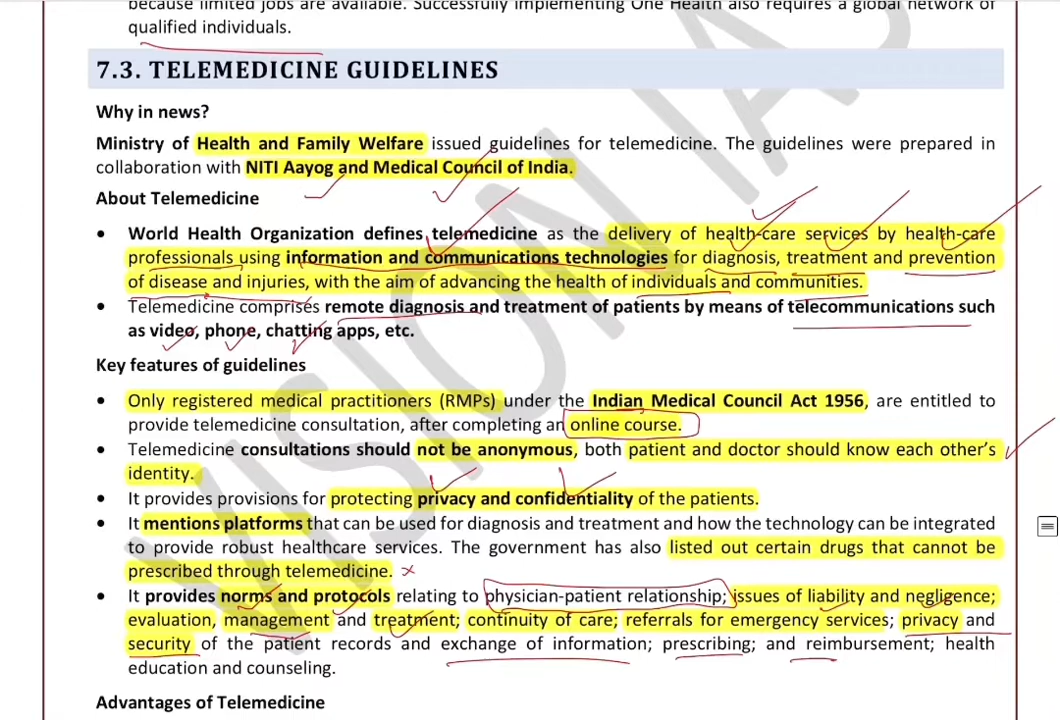 because limited jobs are available. Successfully implementing One Health also requires a global network of
qualified individuals.
7.3. TELEMEDICINE GUIDELINES
Why in news?
Ministry of Health and Family Welfare issued guidelines for telemedicine. The guidelines were prepared in
collaboration with NITI Aayog and Medical Council of India.
About Telemedicine
• World Health Organization defines telemedicine as the delivery of health-care services by health-care
professionals using information and communications technologies for diagnosis, treatment and prevention
of disease and injuries, with the aim of advancing the health of individuals and communities.
• Telemedicine comprises remote diagnosis and treatment of patients by means of telecommunications such
as video, phone, chatting apps, etc.
Key features of guidelines
• Only registered medical practitioners (RMPs) under the Indian Medical Council Act 1956, are entitled to
provide telemedicine consultation, after completing an online course.
• Telemedicine consultations should not be anonymous, both patient and doctor should know each other's
identity.
• It provides provisions for protecting privacy and confidentiality of the patients.
• It mentions platforms that can be used for diagnosis and treatment and how the technology can be integrated
to provide robust healthcare services. The government has also listed out certain drugs that cannot be
prescribed through telemedicine.
• It provides norms and protocols relating to physician-patient relationship; issues of liability and negligence;
evaluation, management and treatment; continuity of care; referrals for emergency services; privacy and
security of the patient records and exchange of information; prescribing; and reimbursement; health
education and counseling.
Advantages of Telemedicine
VISION IA